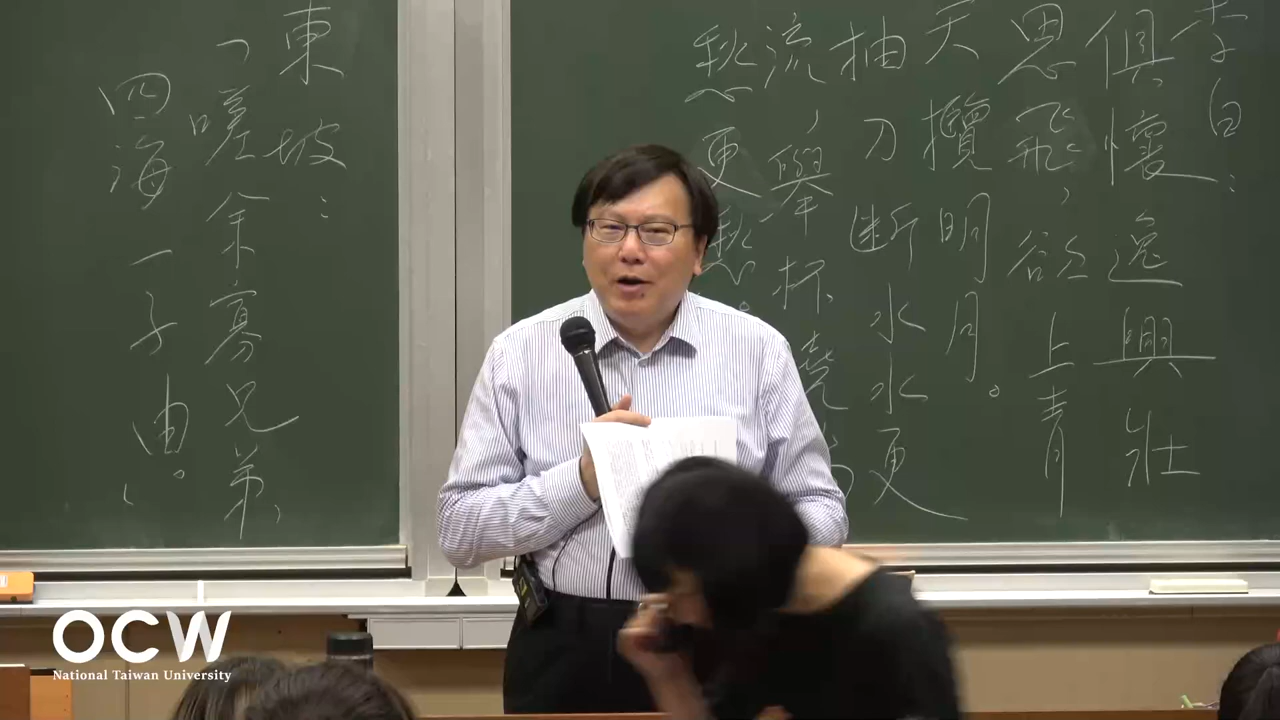 李白：
俱懷逸興壯
思飛，欲上青
天攬明月。
抽刀斷水水更
流，舉杯
愁更愁。
東坡：
「嗟余寡兄弟，
四海一子由。」
OCW
National Taiwan University